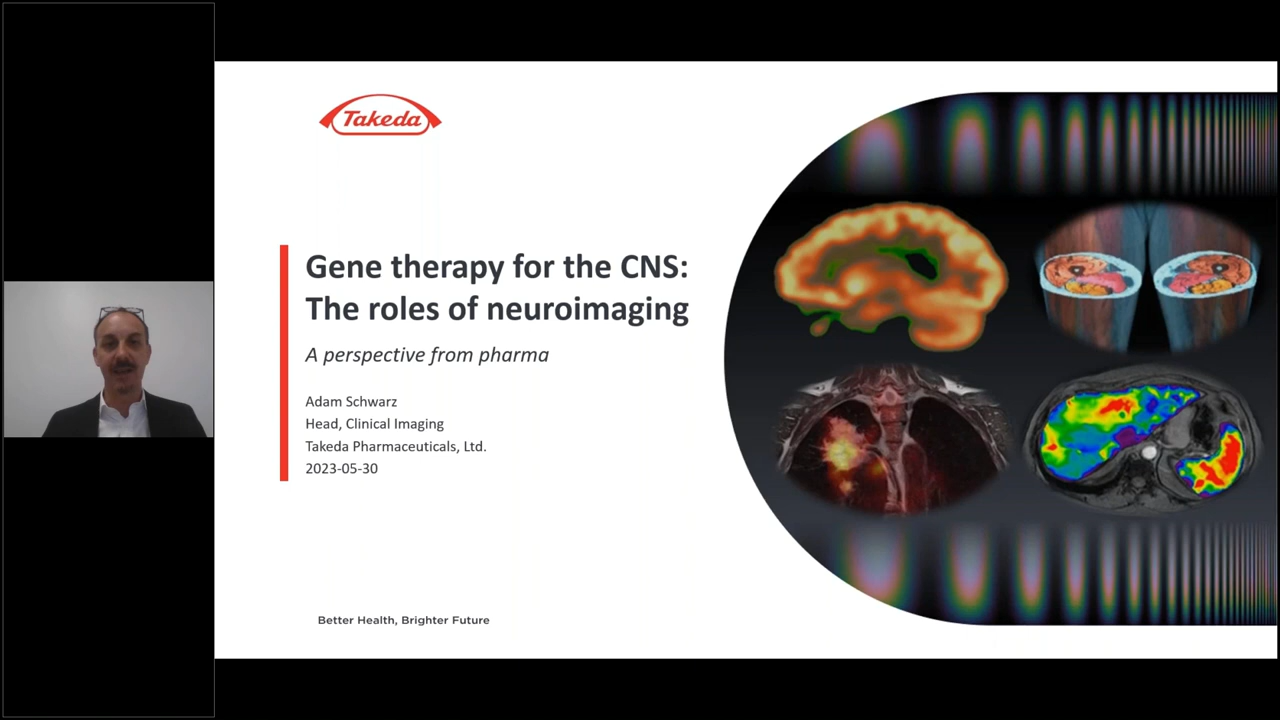 Takeda
Gene therapy for the CNS:
The roles of neuroimaging
A perspective from pharma
Adam Schwarz
Head, Clinical Imaging
Takeda Pharmaceuticals, Ltd.
2023-05-30
Better Health, Brighter Future